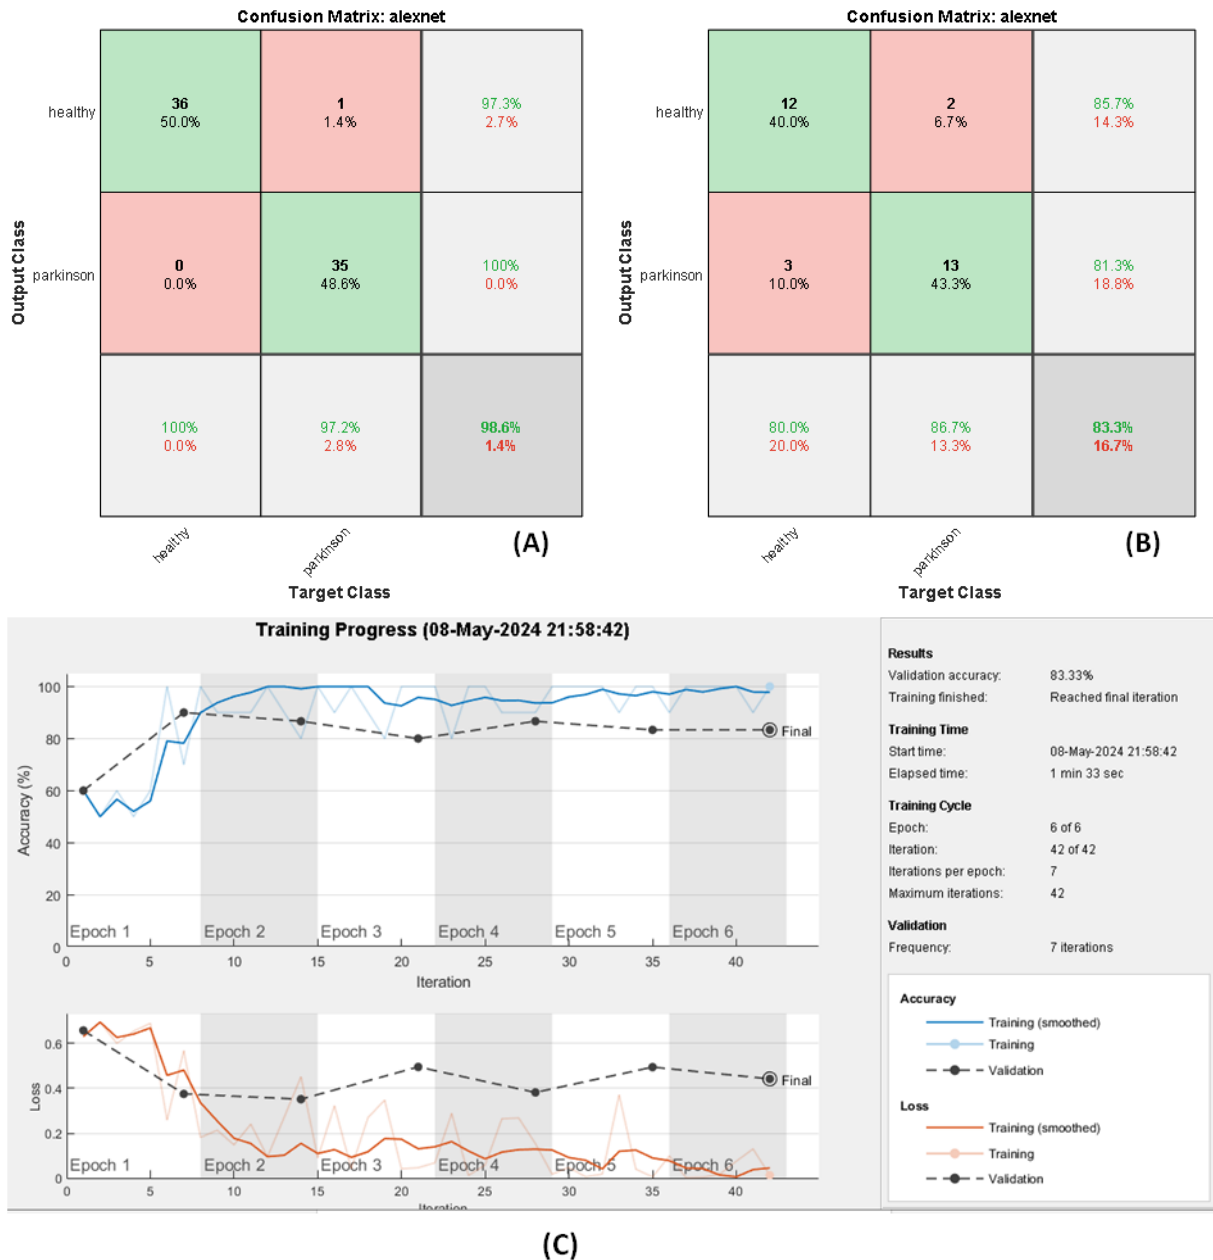 Confusion Matrix: alexnet
healthy
36
50.0%
1
1.4%
97.3%
2.7%
Output Class
parkinson
0
0.0%
35
48.6%
100%
0.0%
100%
0.0%
97.2%
2.8%
98.6%
1.4%
healthy
parkinson
(A)
Target Class
Confusion Matrix: alexnet
healthy
12
40.0%
2
6.7%
85.7%
14.3%
Output Class
parkinson
3
10.0%
13
43.3%
81.3%
18.8%
80.0%
20.0%
86.7%
13.3%
83.3%
16.7%
healthy
parkinson
(B)
Target Class
Training Progress (08-May-2024 21:58:42)
Accuracy (%)
100
80
60
40
20
0
Final
Epoch 1 Epoch 2 Epoch 3 Epoch 4 Epoch 5 Epoch 6
0 5 10 15 20 25 30 35 40
Iteration
Loss
0.6
0.4
0.2
0
Final
Epoch 1 Epoch 2 Epoch 3 Epoch 4 Epoch 5 Epoch 6
0 5 10 15 20 25 30 35 40
Iteration
Results
Validation accuracy: 83.33%
Training finished: Reached final iteration
Training Time
Start time: 08-May-2024 21:58:42
Elapsed time: 1 min 33 sec
Training Cycle
Epoch: 6 of 6
Iteration: 42 of 42
Iterations per epoch: 7
Maximum iterations: 42
Validation
Frequency: 7 iterations
Accuracy
Training (smoothed)
Training
Validation
Loss
Training (smoothed)
Training
Validation
(C)